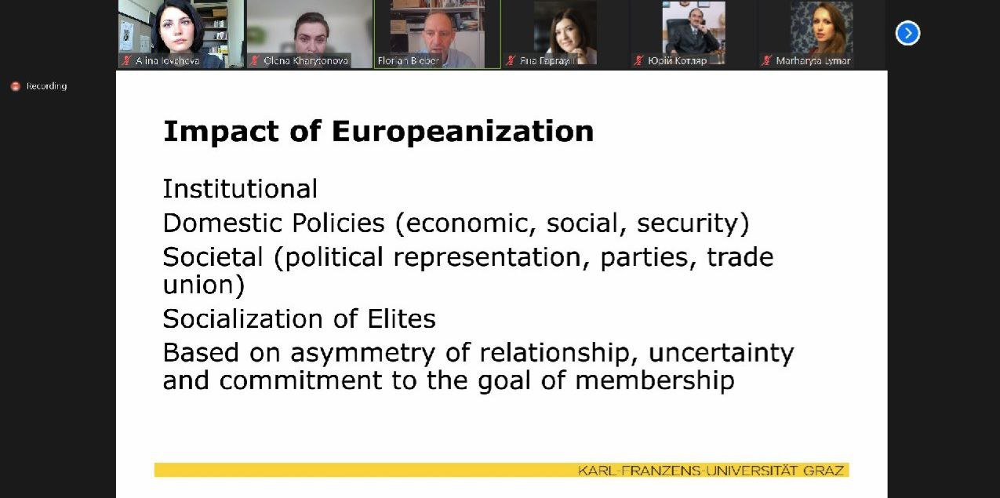 Alina Iovcheva
Olena Kharytonova
Florian Bieber
Яна Гаргаун
Юрій Котляр
Marharyta Lymar
Recording
Impact of Europeanization
Institutional
Domestic Policies (economic, social, security)
Societal (political representation, parties, trade
union)
Socialization of Elites
Based on asymmetry of relationship, uncertainty
and commitment to the goal of membership
KARL-FRANZENS-UNIVERSITÄT GRAZ